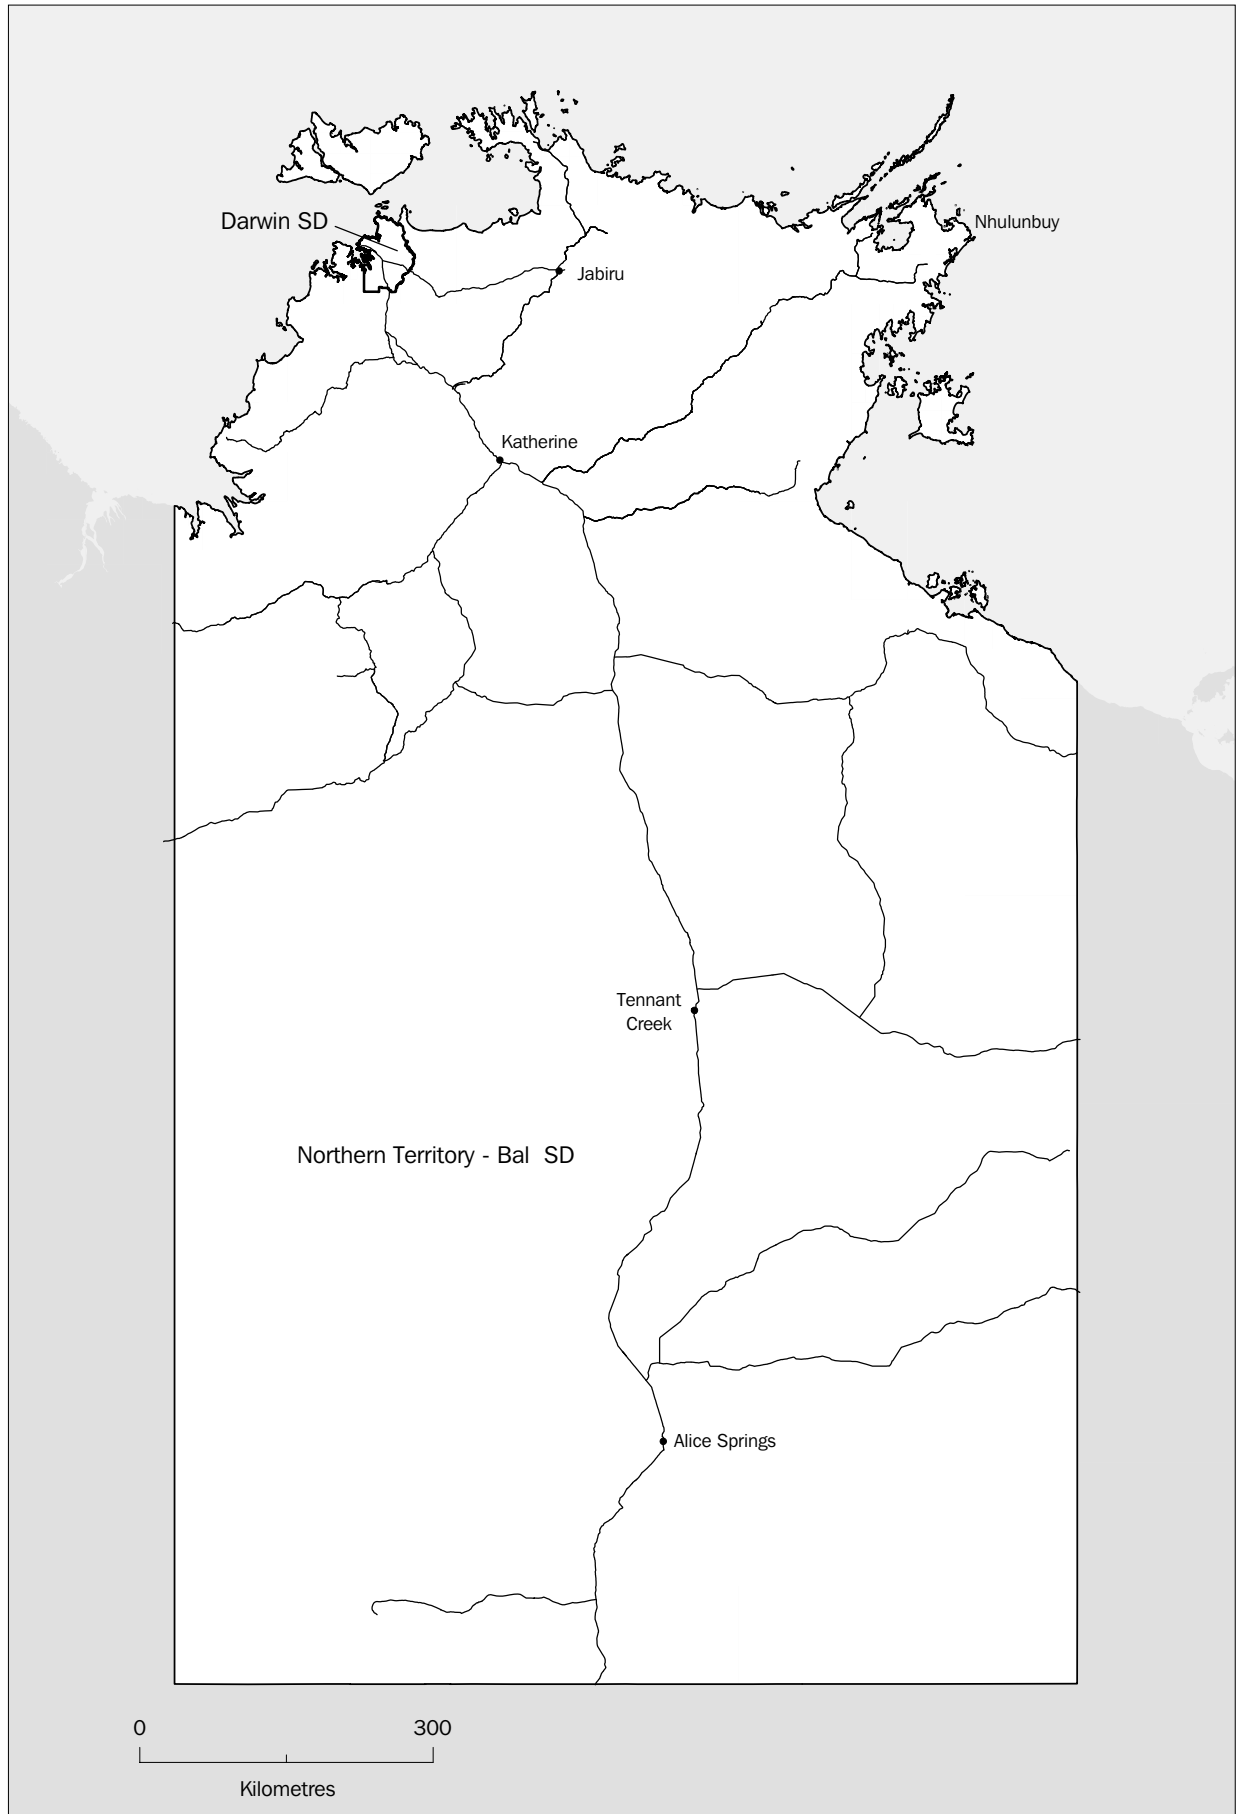 Darwin SD
Nhulunbuy
Jabiru
Katherine
Tennant
Creek
Northern Territory - Bal SD
Alice Springs
0 300
Kilometres